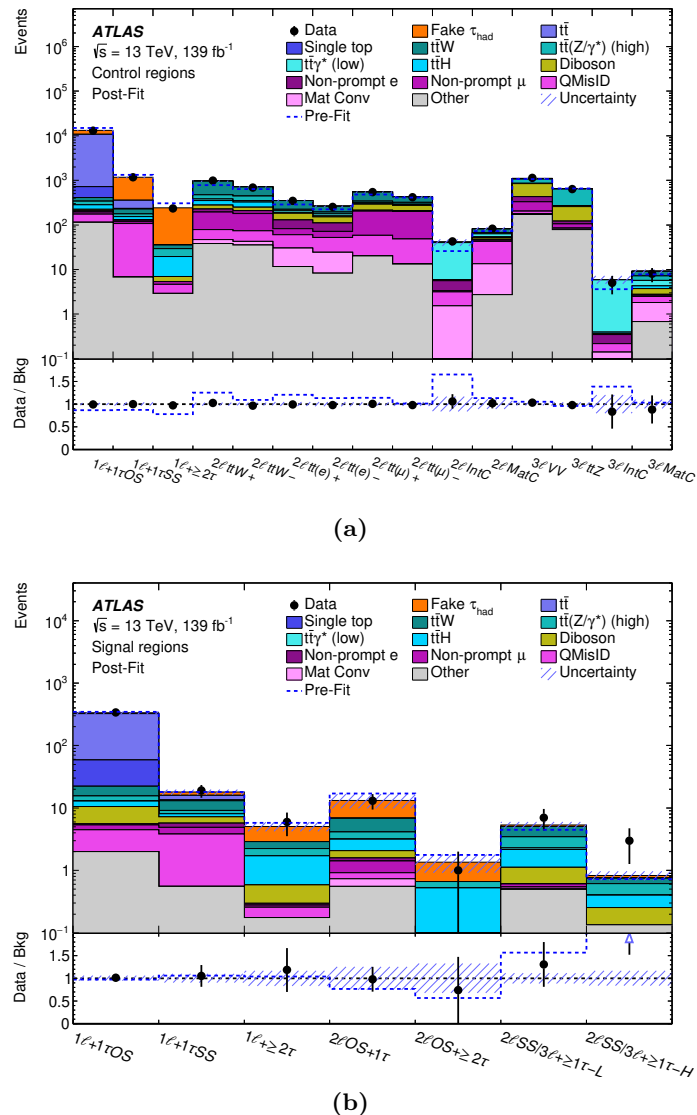 Events
ATLAS
√s = 13 TeV, 139 fb⁻¹
Control regions
Post-Fit
Data Fake τhad tt̄
Single top tt̄W tt̄(Z/γ*) (high)
tt̄γ* (low) tt̄H Diboson
Non-prompt e Non-prompt μ QMisID
Mat Conv Other Uncertainty
Pre-Fit
10⁶
10⁵
10⁴
10³
10²
10
1
10⁻¹
Data / Bkg
1.5
1
0.5
0
1ℓ+1τOS 1ℓ+1τSS 1ℓ+≥2τ 2ℓttW+ 2ℓttW− 2ℓtt(e)+ 2ℓtt(e)− 2ℓtt(μ)+ 2ℓtt(μ)− 2ℓIntC 2ℓMatC 3ℓVV 3ℓttZ 3ℓIntC 3ℓMatC
(a)
Events
ATLAS
√s = 13 TeV, 139 fb⁻¹
Signal regions
Post-Fit
Data Fake τhad tt̄
Single top tt̄W tt̄(Z/γ*) (high)
tt̄γ* (low) tt̄H Diboson
Non-prompt e Non-prompt μ QMisID
Mat Conv Other Uncertainty
Pre-Fit
10⁴
10³
10²
10
1
10⁻¹
Data / Bkg
1.5
1
0.5
0
1ℓ+1τOS 1ℓ+1τSS 1ℓ+≥2τ 2ℓOS+1τ 2ℓOS+≥2τ 2ℓSS/3ℓ+≥1τ−L 2ℓSS/3ℓ+≥1τ−H
(b)